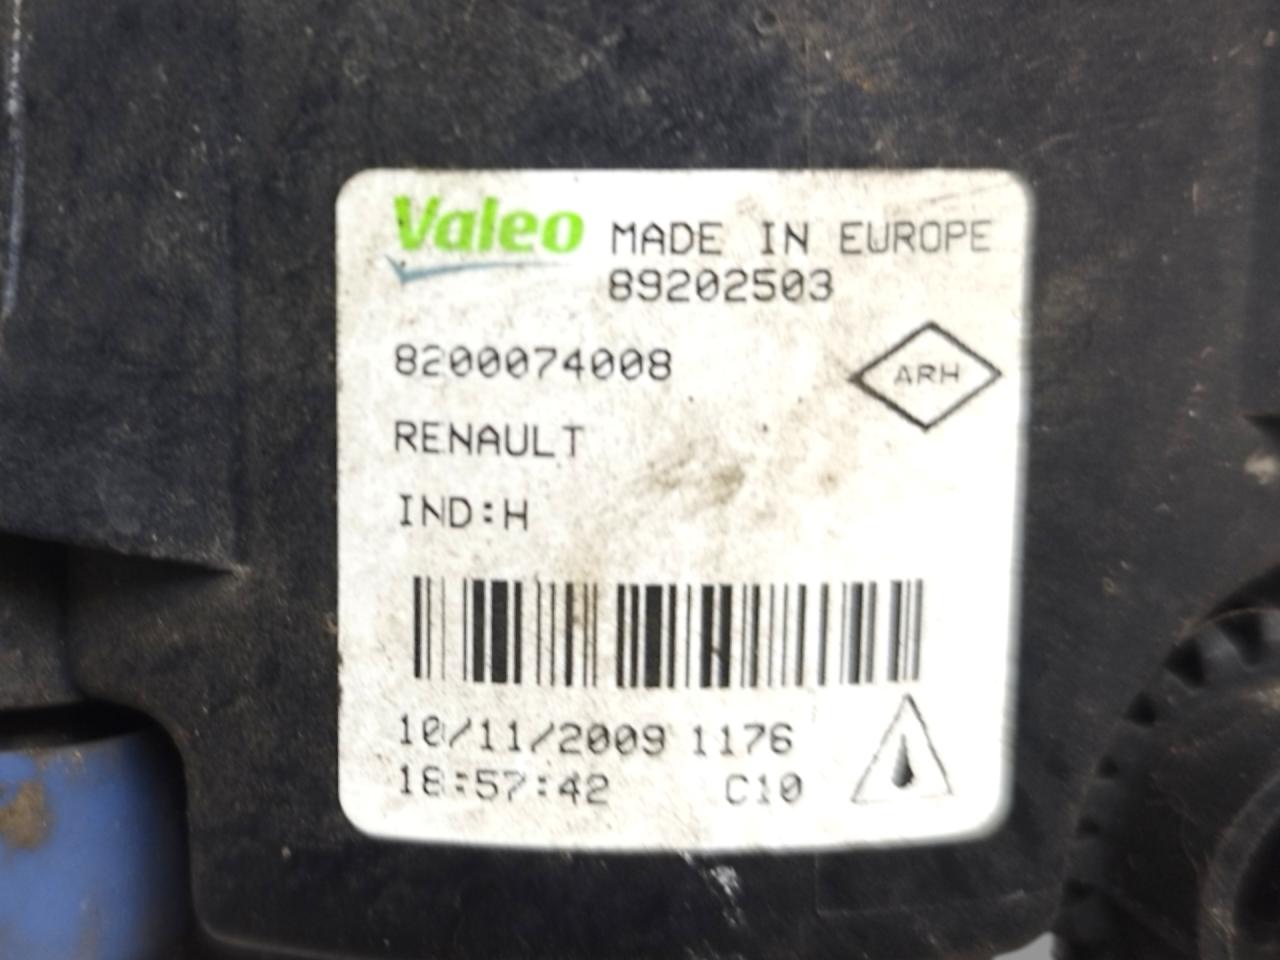 Valeo MADE IN EUROPE
89202503
8200074008
ARH
RENAULT
IND:H
10/11/2009 1176
18:57:42 C10